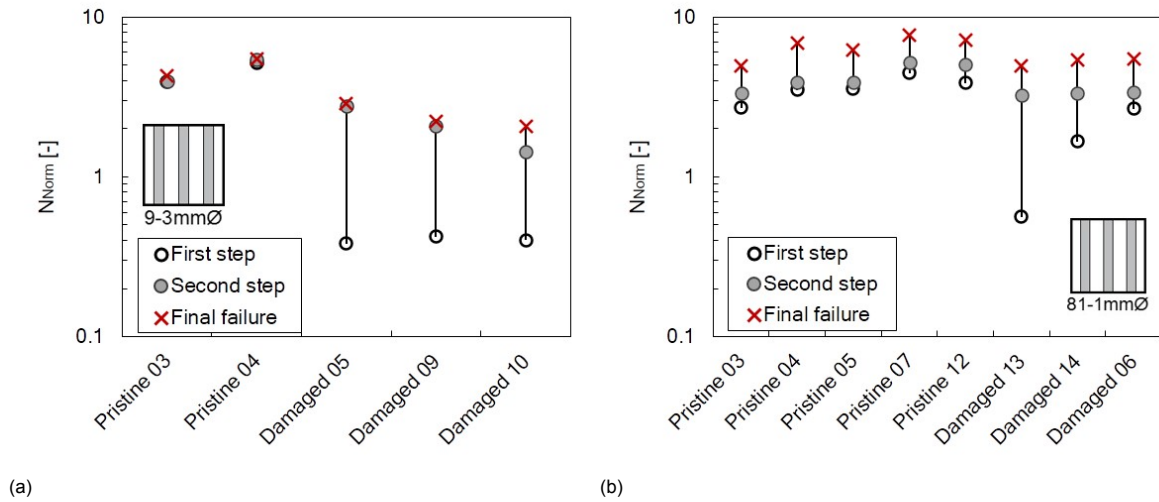 10
1
0.1
NNorm [-]
9-3mmØ
First step
Second step
Final failure
Pristine 03
Pristine 04
Damaged 05
Damaged 09
Damaged 10
(a)
10
1
0.1
NNorm [-]
First step
Second step
Final failure
81-1mmØ
Pristine 03
Pristine 04
Pristine 05
Pristine 07
Pristine 12
Damaged 13
Damaged 14
Damaged 06
(b)